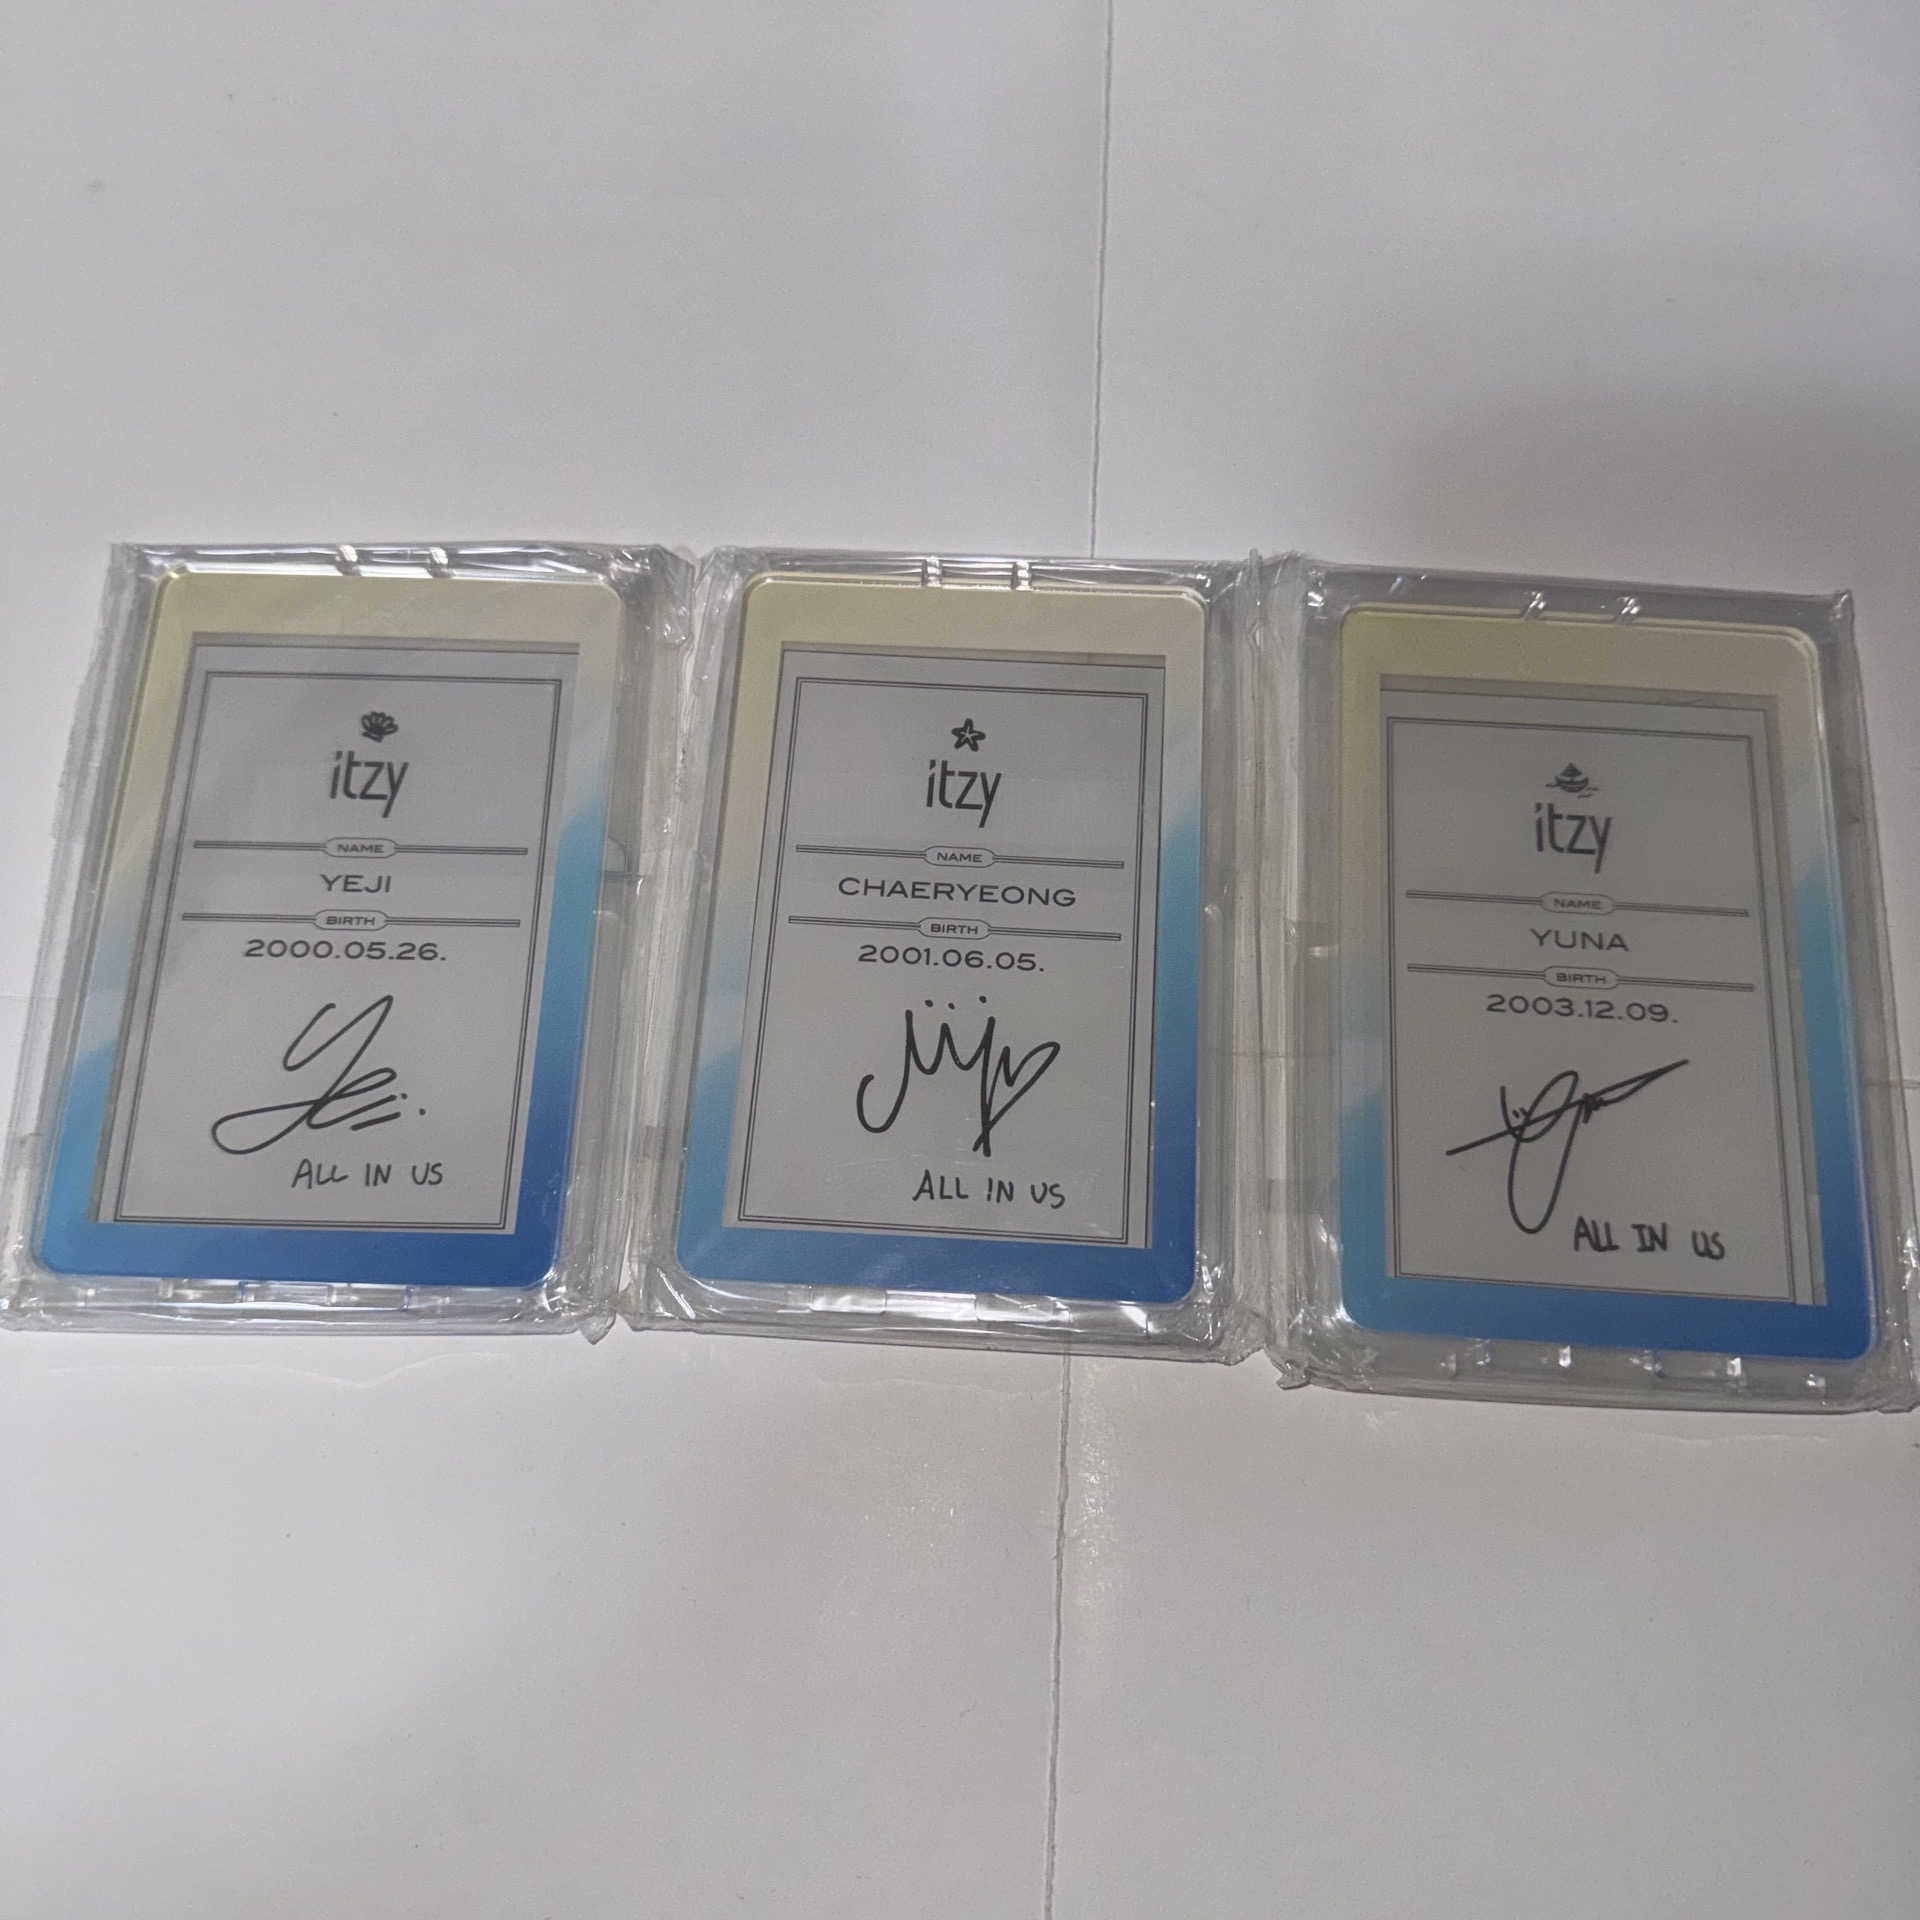 itzy
NAME
YEJI
BIRTH
2000.05.26.
ALL IN US
itzy
NAME
CHAERYEONG
BIRTH
2001.06.05.
ALL IN US
itzy
NAME
YUNA
BIRTH
2003.12.09.
ALL IN US